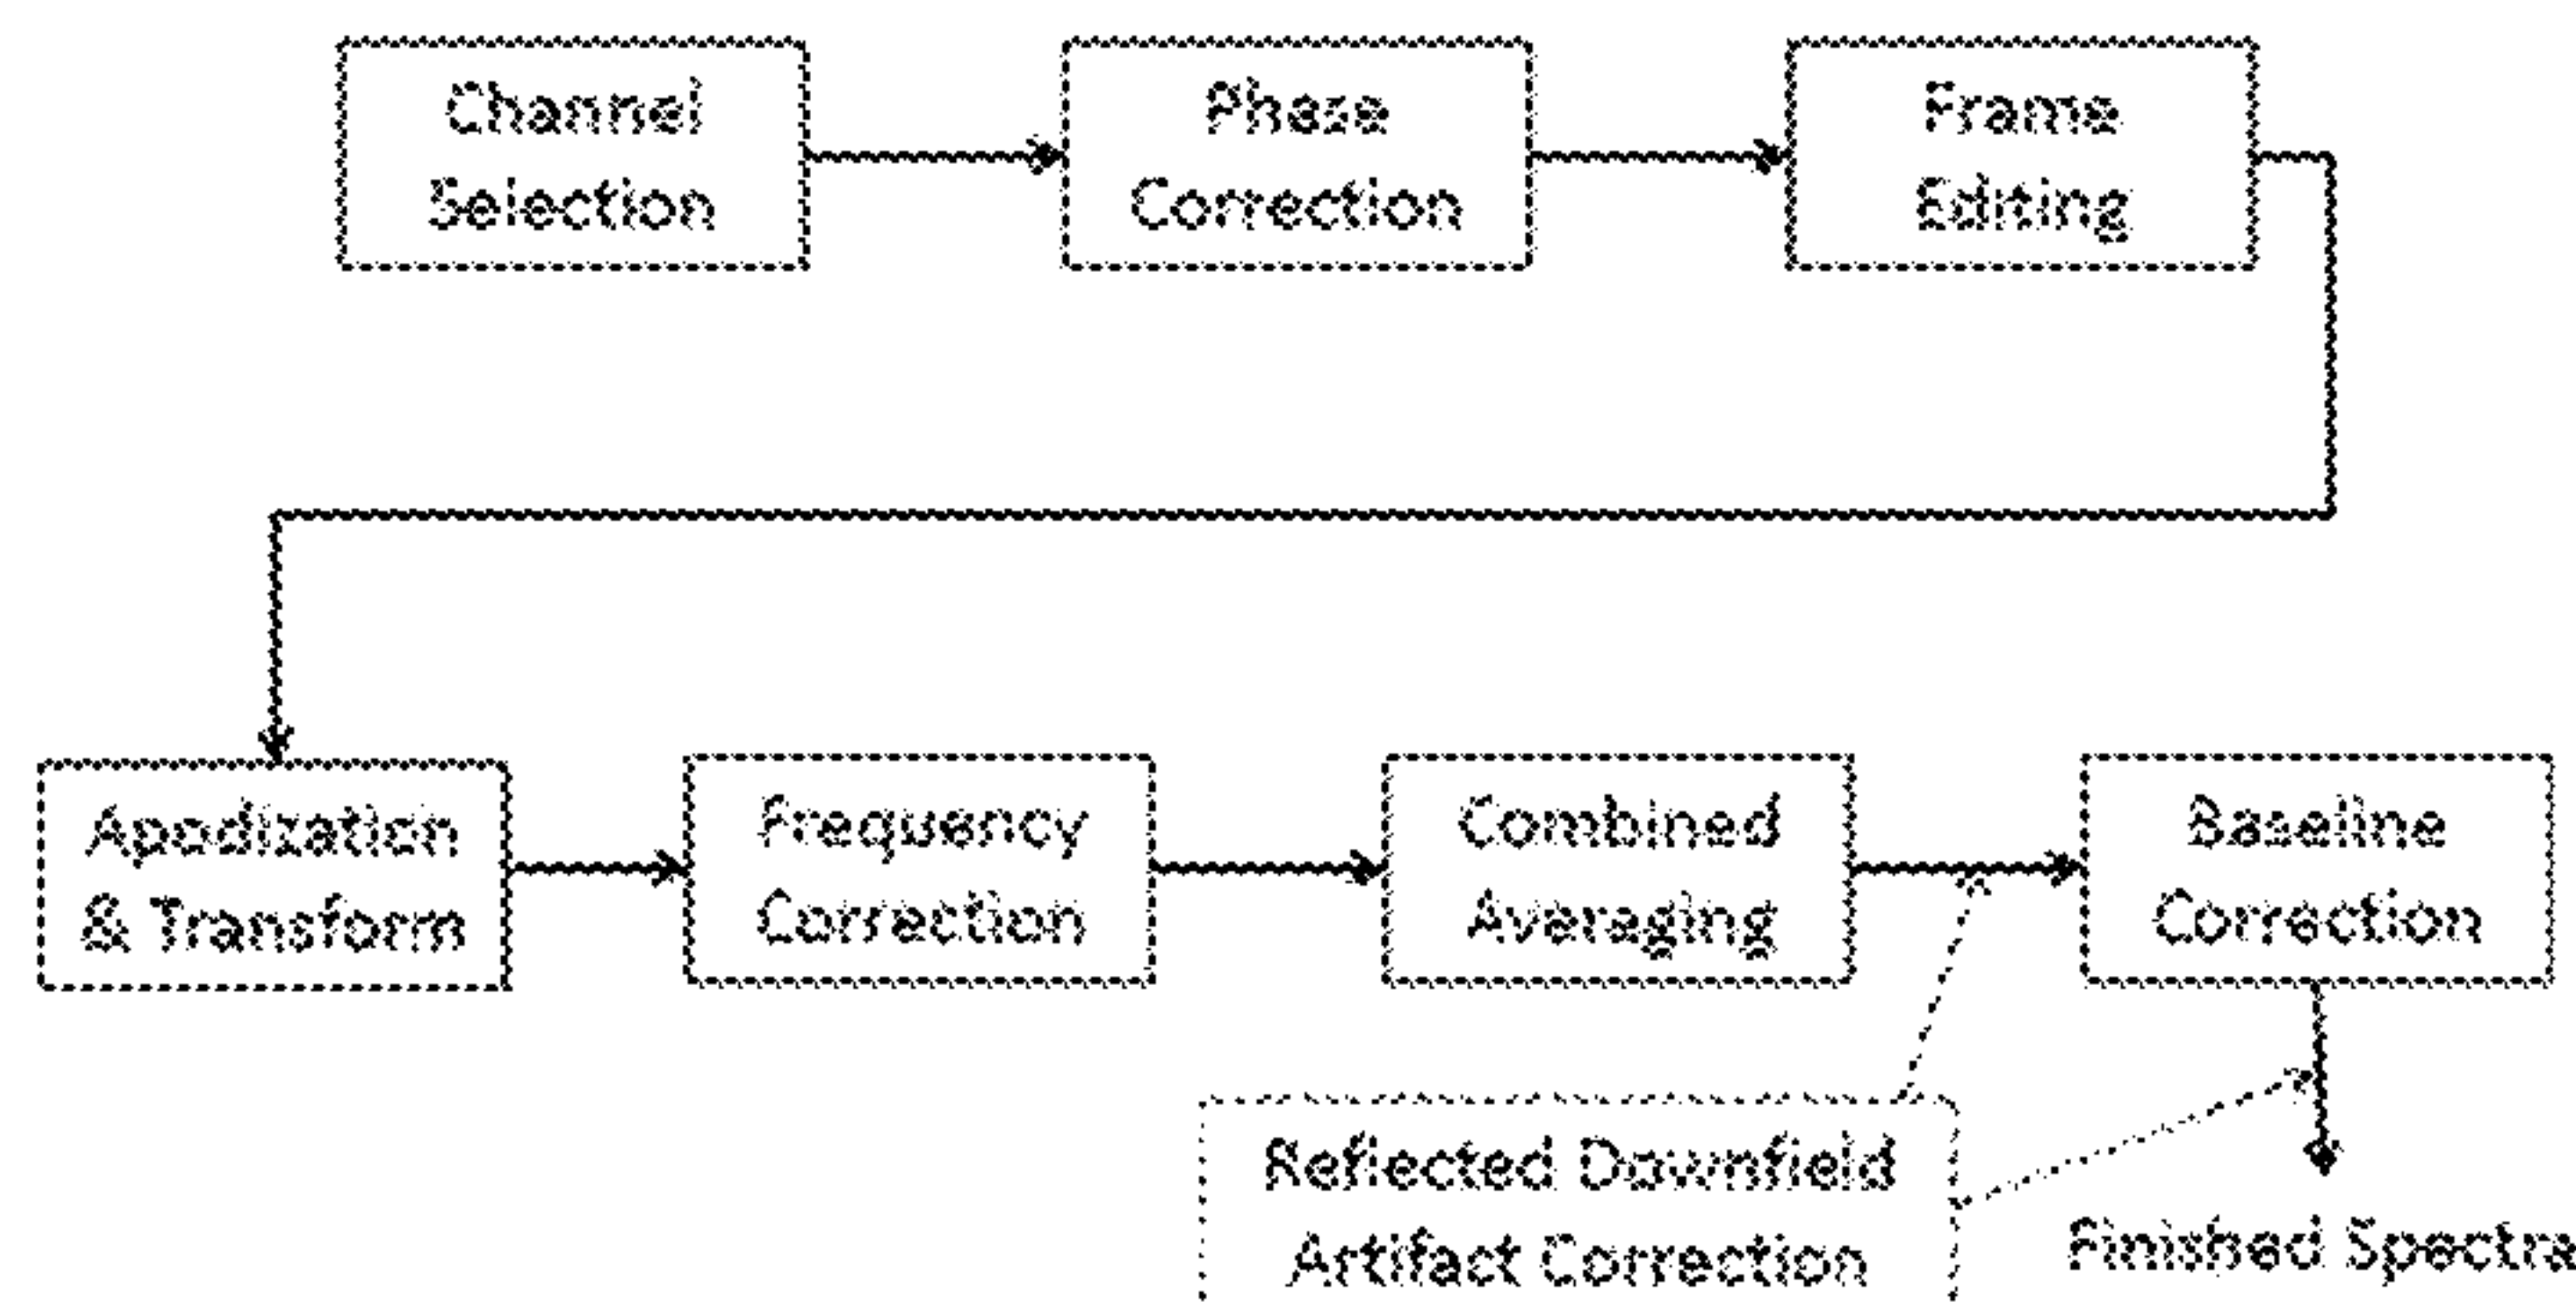 Channel
Selection
Phase
Correction
Frame
Editing
Apodization
& Transform
Frequency
Correction
Combined
Averaging
Baseline
Correction
Reflected Downfield
Artifact Correction
Finished Spectra